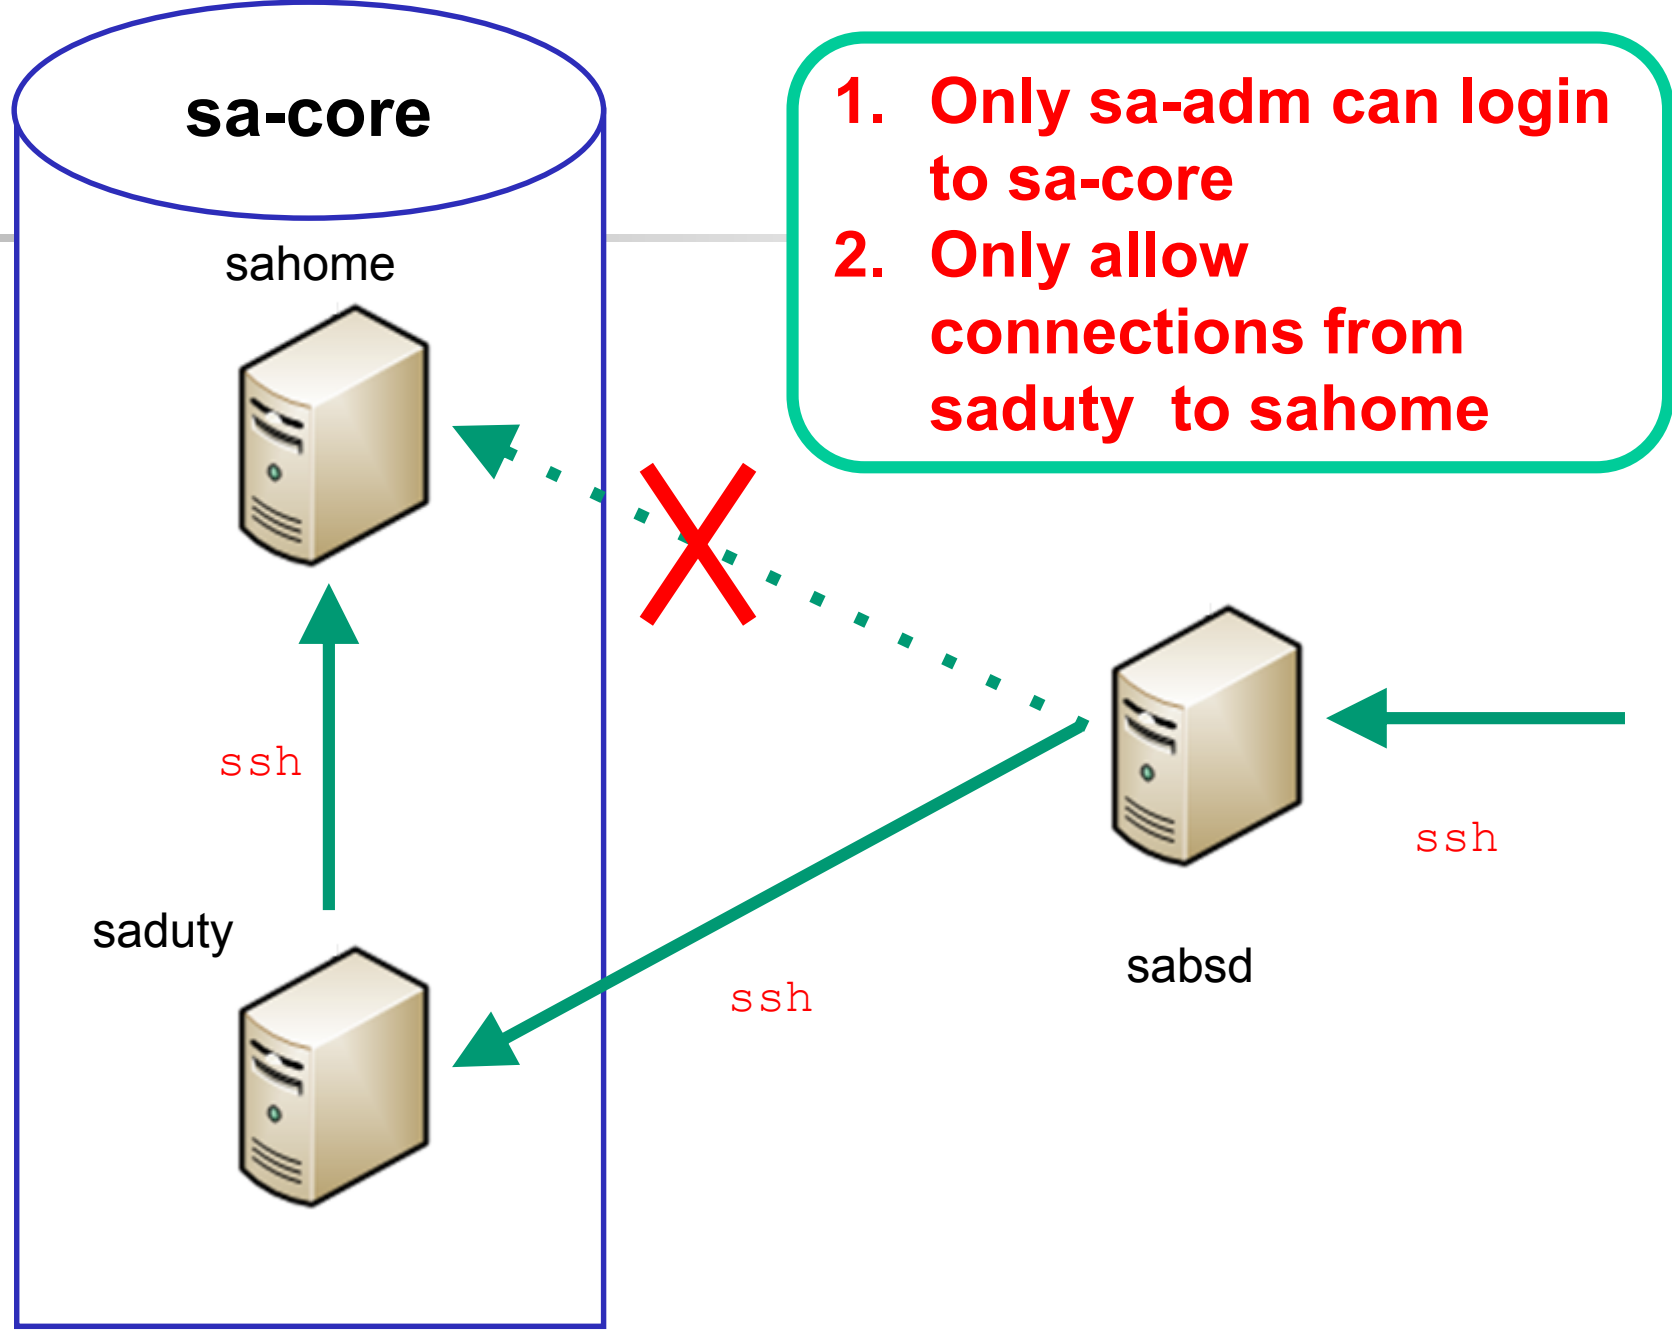 sa-core
1. Only sa-adm can login
to sa-core
2. Only allow
connections from
saduty  to sahome
sahome
ssh
ssh
saduty
sabsd
ssh